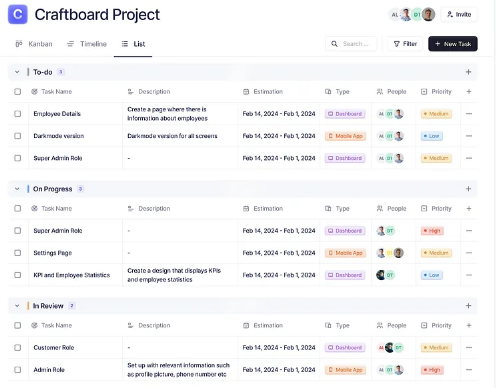 C Craftboard Project
AL DT Invite
Kanban Timeline List Search... Filter + New Task
To-do 3 +
Task Name Description Estimation Type People Priority +
Employee Details Create a page where there is information about employees Feb 14, 2024 - Feb 1, 2024 Dashboard AL DT Medium
Darkmode version Darkmode version for all screens Feb 14, 2024 - Feb 1, 2024 Mobile App AL DT Low
Super Admin Role - Feb 14, 2024 - Feb 1, 2024 Dashboard AL DT Medium
On Progress 3 +
Task Name Description Estimation Type People Priority +
Super Admin Role - Feb 14, 2024 - Feb 1, 2024 Dashboard DT High
Settings Page - Feb 14, 2024 - Feb 1, 2024 Mobile App Medium
KPI and Employee Statistics Create a design that displays KPIs and employee statistics Feb 14, 2024 - Feb 1, 2024 Dashboard DT Low
In Review 2 +
Task Name Description Estimation Type People Priority +
Customer Role - Feb 14, 2024 - Feb 1, 2024 Dashboard AL DT Medium
Admin Role Set up with relevant information such as profile picture, phone number etc Feb 14, 2024 - Feb 1, 2024 Mobile App AL DT High